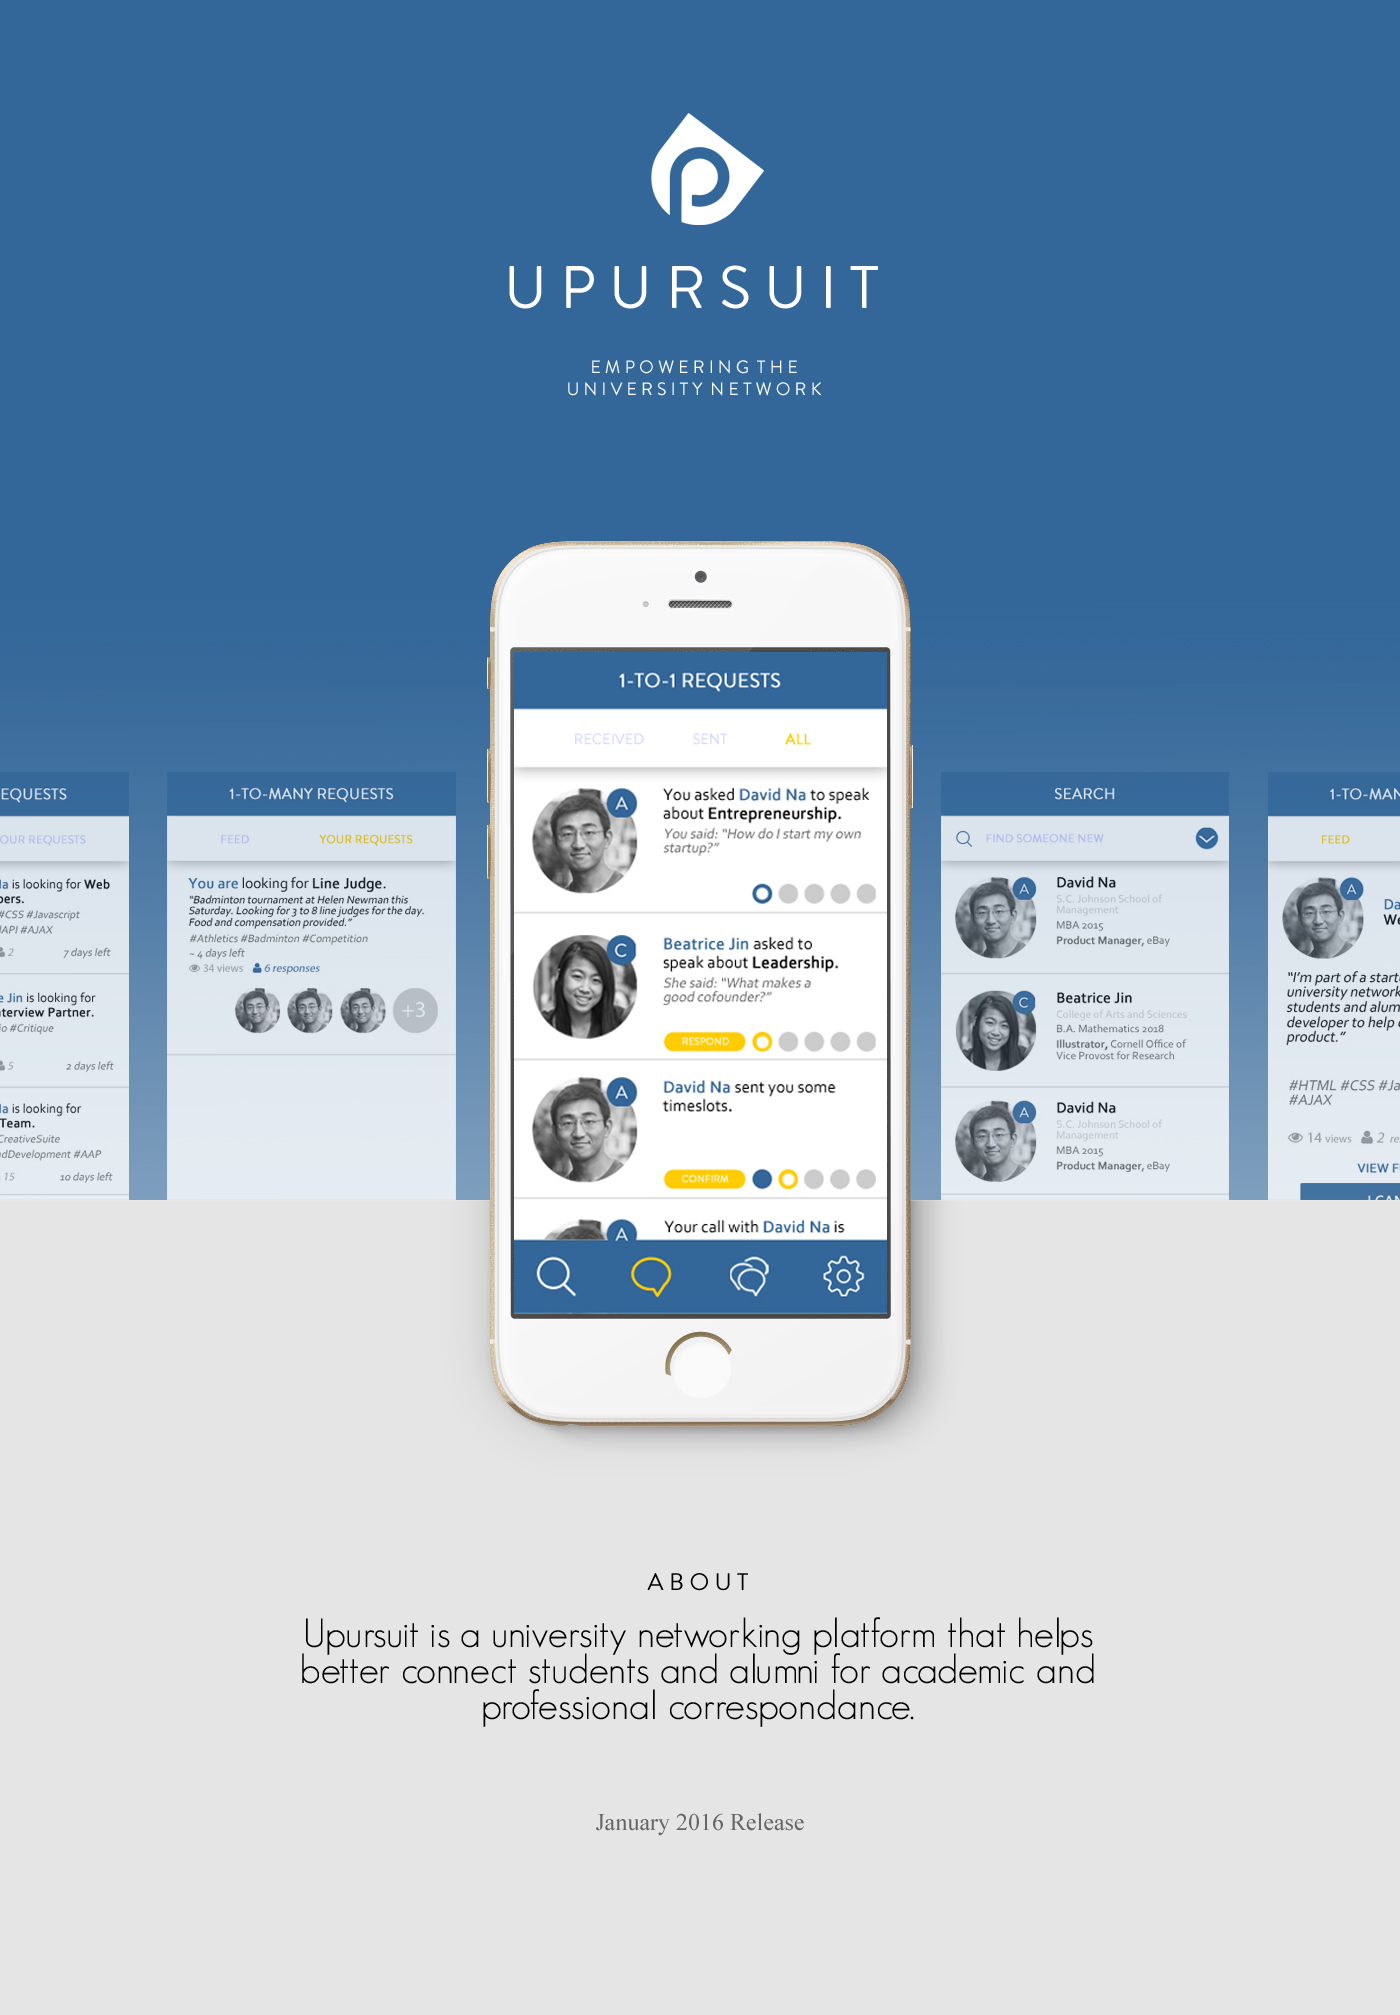 UPURSUIT
EMPOWERING THE
UNIVERSITY NETWORK
EQUESTS
OUR REQUESTS
a is looking for Web
pers.
#CSS #Javascript
API #AJAX
2 7 days left
e Jin is looking for
terview Partner.
io #Critique
5 2 days left
a is looking for
Team.
CreativeSuite
ndDevelopment #AAP
15 10 days left
1-TO-MANY REQUESTS
FEED YOUR REQUESTS
You are looking for Line Judge.
"Badminton tournament at Helen Newman this
Saturday. Looking for 3 to 8 line judges for the day.
Food and compensation provided."
#Athletics #Badminton #Competition
~ 4 days left
34 views 6 responses
+3
1-TO-1 REQUESTS
RECEIVED SENT ALL
A
You asked David Na to speak
about Entrepreneurship.
You said: "How do I start my own
startup?"
C
Beatrice Jin asked to
speak about Leadership.
She said: "What makes a
good cofounder?"
RESPOND
A
David Na sent you some
timeslots.
CONFIRM
A
Your call with David Na is
SEARCH
FIND SOMEONE NEW
A
David Na
S.C. Johnson School of
Management
MBA 2015
Product Manager, eBay
C
Beatrice Jin
College of Arts and Sciences
B.A. Mathematics 2018
Illustrator, Cornell Office of
Vice Provost for Research
A
David Na
S.C. Johnson School of
Management
MBA 2015
Product Manager, eBay
1-TO-MAN
FEED
A
Da
We
"I'm part of a start
university network
students and alum
developer to help
product."
#HTML #CSS #Ja
#AJAX
14 views 2 re
VIEW F
I CAN
ABOUT
Upursuit is a university networking platform that helps
better connect students and alumni for academic and
professional correspondance.
January 2016 Release